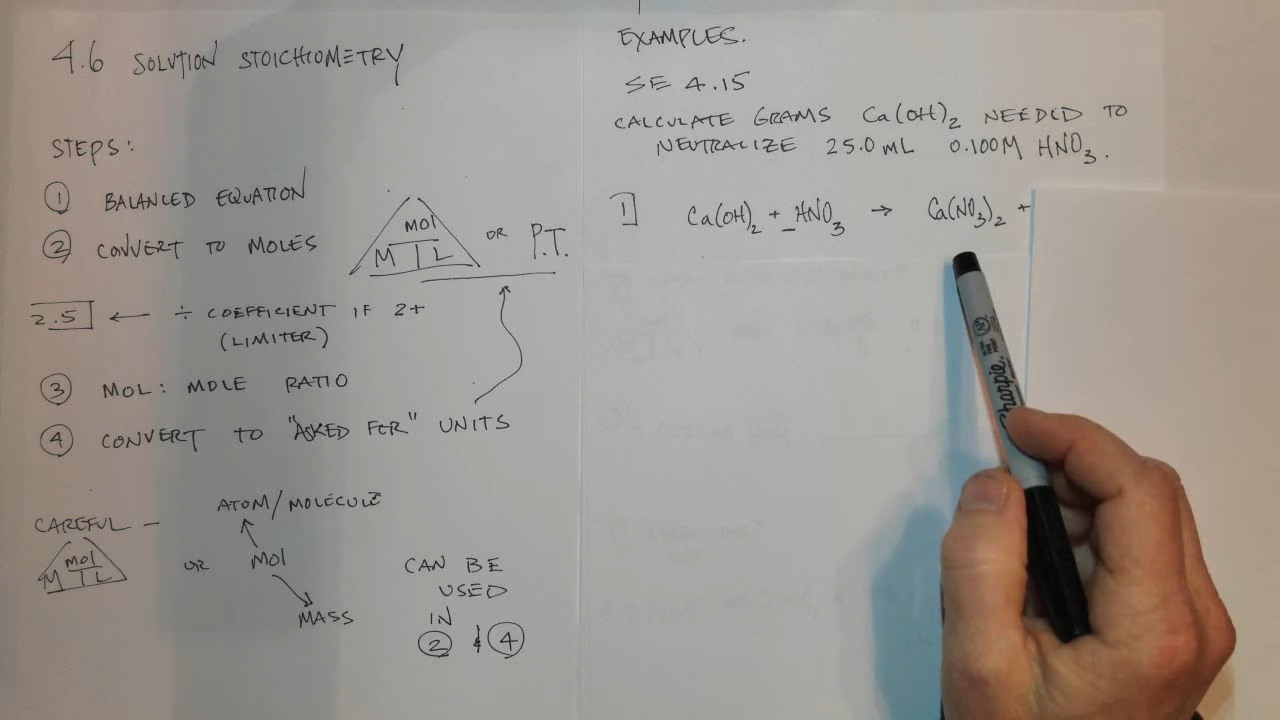 4.6 SOLUTION STOICHIOMETRY
STEPS:
① BALANCED EQUATION
② CONVERT TO MOLES
mol
M L
OR P.T.
2.5 ← ÷ COEFFICIENT IF 2+
(LIMITER)
③ MOL: MOLE RATIO
④ CONVERT TO "ASKED FOR" UNITS
CAREFUL –
mol
M L
OR
ATOM/MOLECULE
mol
MASS
CAN BE
USED
IN
② & ④
EXAMPLES.
SE 4.15
CALCULATE GRAMS Ca(OH)₂ NEEDED TO
NEUTRALIZE 25.0 mL 0.100M HNO₃.
1 Ca(OH)₂ + _HNO₃ → Ca(NO₃)₂ +
Sharpie